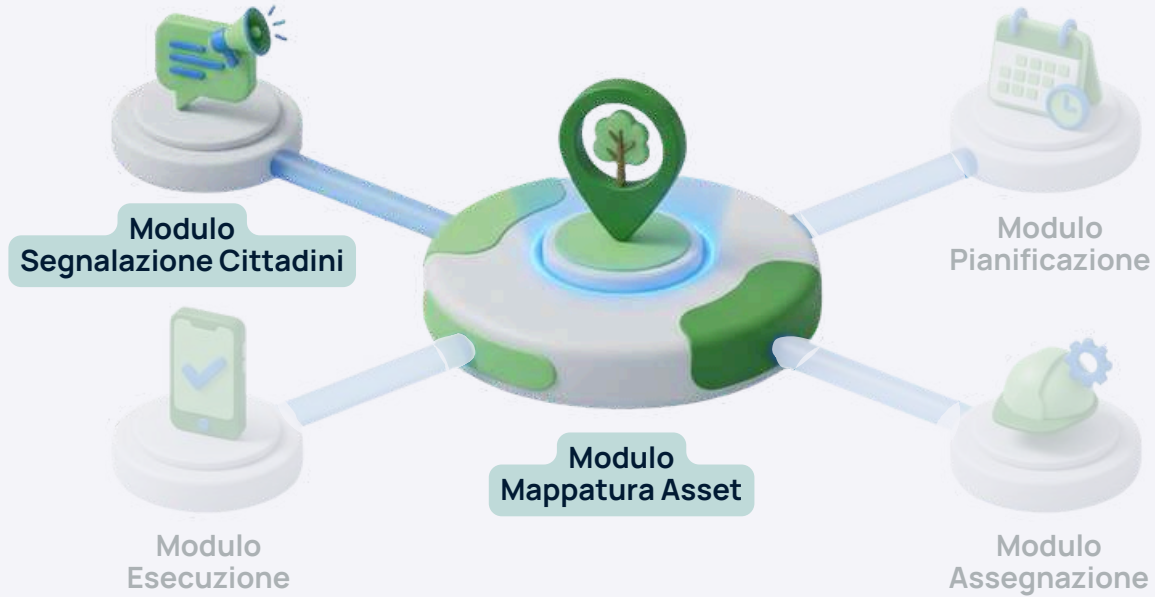 Modulo
Segnalazione Cittadini
Modulo
Pianificazione
Modulo
Mappatura Asset
Modulo
Esecuzione
Modulo
Assegnazione